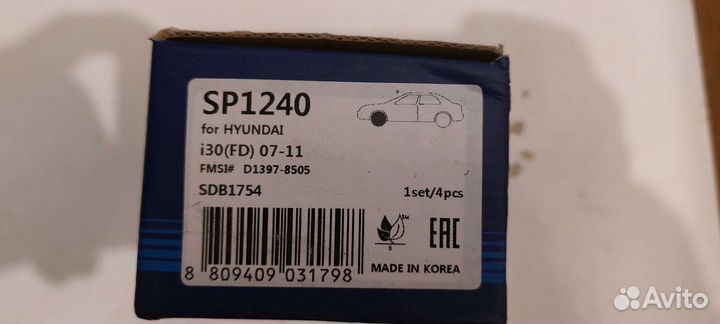 SP1240
for HYUNDAI
i30(FD) 07-11
FMSI# D1397-8505
SDB1754
1set/4pcs
8 809409 031798
MADE IN KOREA
EAC
Avito